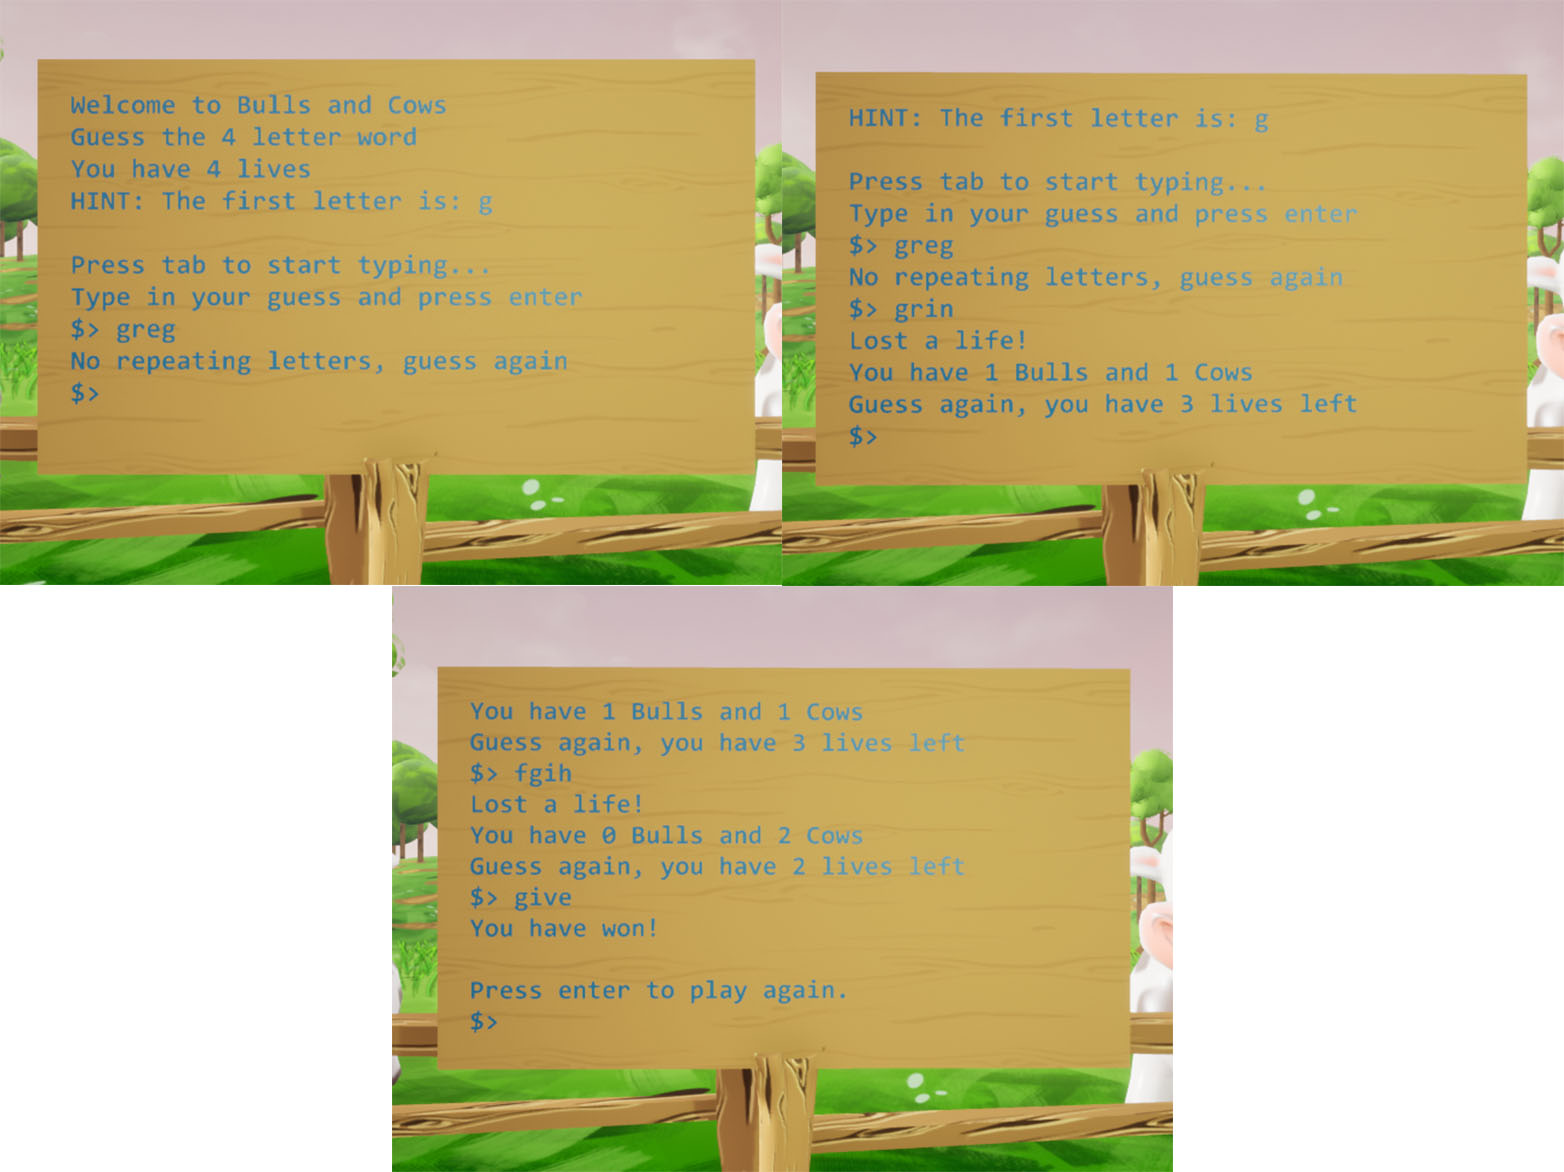 Welcome to Bulls and Cows
Guess the 4 letter word
You have 4 lives
HINT: The first letter is: g
Press tab to start typing...
Type in your guess and press enter
$> greg
No repeating letters, guess again
$>
HINT: The first letter is: g
Press tab to start typing...
Type in your guess and press enter
$> greg
No repeating letters, guess again
$> grin
Lost a life!
You have 1 Bulls and 1 Cows
Guess again, you have 3 lives left
$>
You have 1 Bulls and 1 Cows
Guess again, you have 3 lives left
$> fgih
Lost a life!
You have 0 Bulls and 2 Cows
Guess again, you have 2 lives left
$> give
You have won!
Press enter to play again.
$>